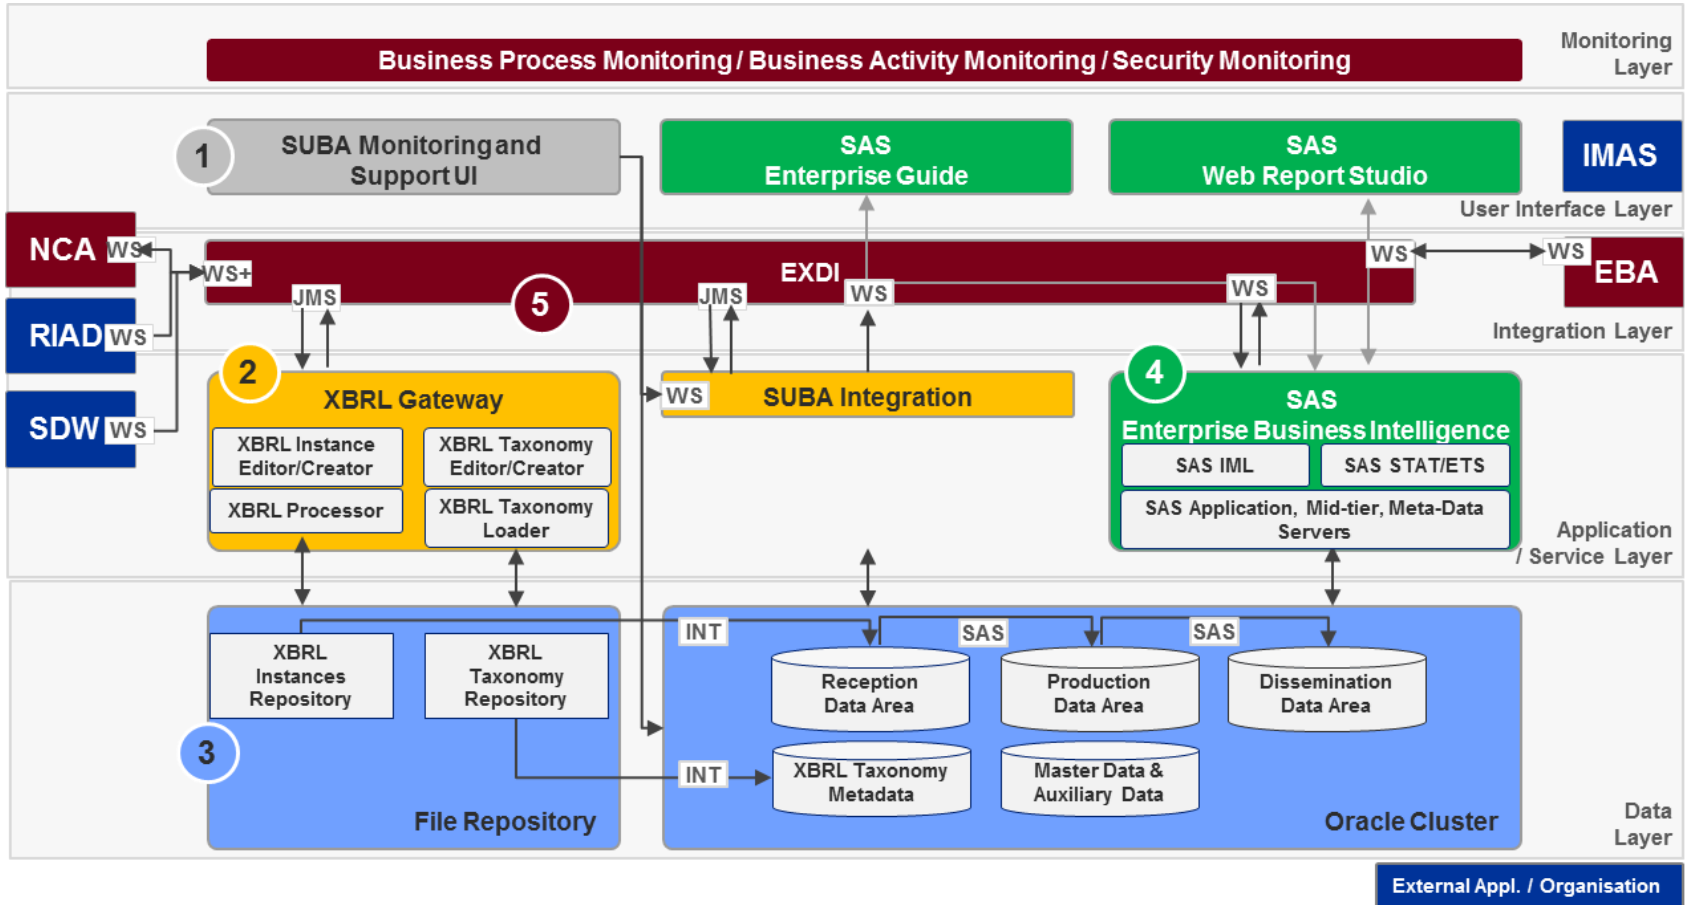 Business Process Monitoring / Business Activity Monitoring / Security Monitoring
Monitoring
Layer
1
SUBA Monitoring and
Support UI
SAS
Enterprise Guide
SAS
Web Report Studio
IMAS
User Interface Layer
NCA
WS
WS+
EXDI
WS
WS
EBA
JMS
5
JMS
WS
WS
RIAD
WS
Integration Layer
2
XBRL Gateway
WS
SUBA Integration
4
SAS
Enterprise Business Intelligence
SDW
WS
XBRL Instance
Editor/Creator
XBRL Taxonomy
Editor/Creator
SAS IML
SAS STAT/ETS
XBRL Processor
XBRL Taxonomy
Loader
SAS Application, Mid-tier, Meta-Data
Servers
Application
/ Service Layer
INT
SAS
SAS
XBRL
Instances
Repository
XBRL
Taxonomy
Repository
Reception
Data Area
Production
Data Area
Dissemination
Data Area
3
INT
XBRL Taxonomy
Metadata
Master Data &
Auxiliary Data
File Repository
Oracle Cluster
Data
Layer
External Appl. / Organisation